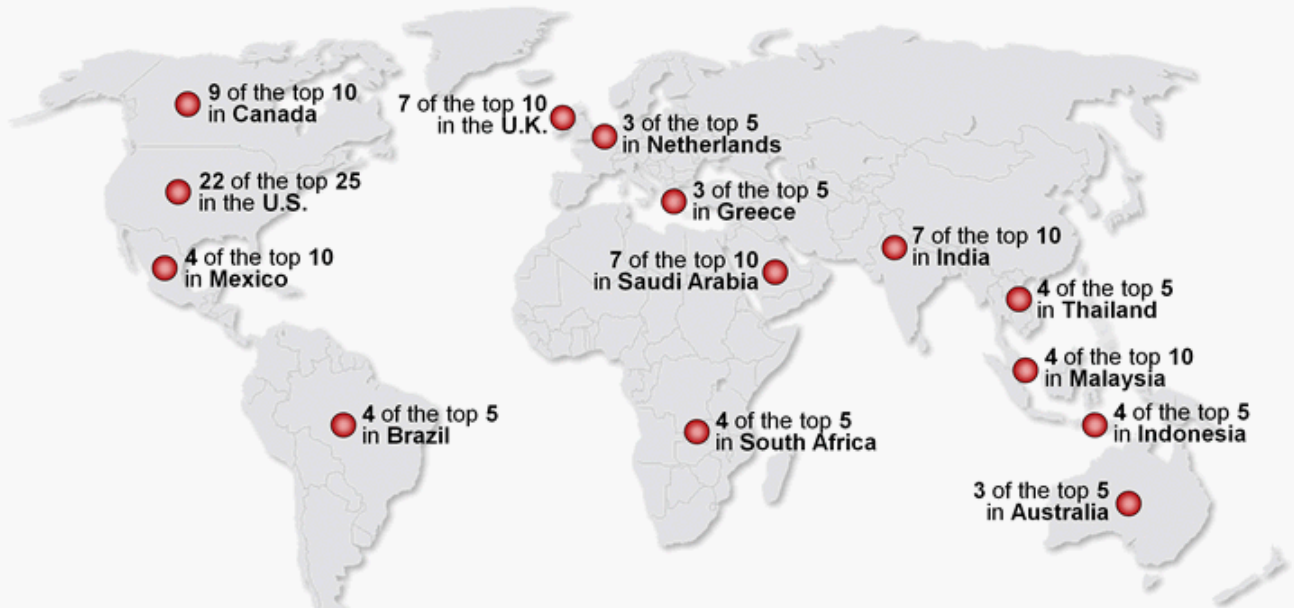 9 of the top 10
in Canada
7 of the top 10
in the U.K.
3 of the top 5
in Netherlands
22 of the top 25
in the U.S.
3 of the top 5
in Greece
4 of the top 10
in Mexico
7 of the top 10
in Saudi Arabia
7 of the top 10
in India
4 of the top 5
in Thailand
4 of the top 10
in Malaysia
4 of the top 5
in Brazil
4 of the top 5
in South Africa
4 of the top 5
in Indonesia
3 of the top 5
in Australia